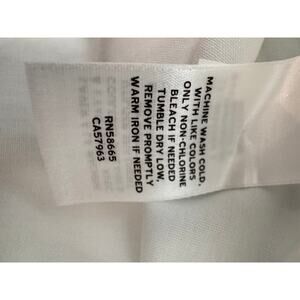 MACHINE WASH COLD,
WITH LIKE COLORS
ONLY NON-CHLORINE
BLEACH IF NEEDED
TUMBLE DRY LOW,
REMOVE PROMPTLY
WARM IRON IF NEEDED
RN58665
CA57963